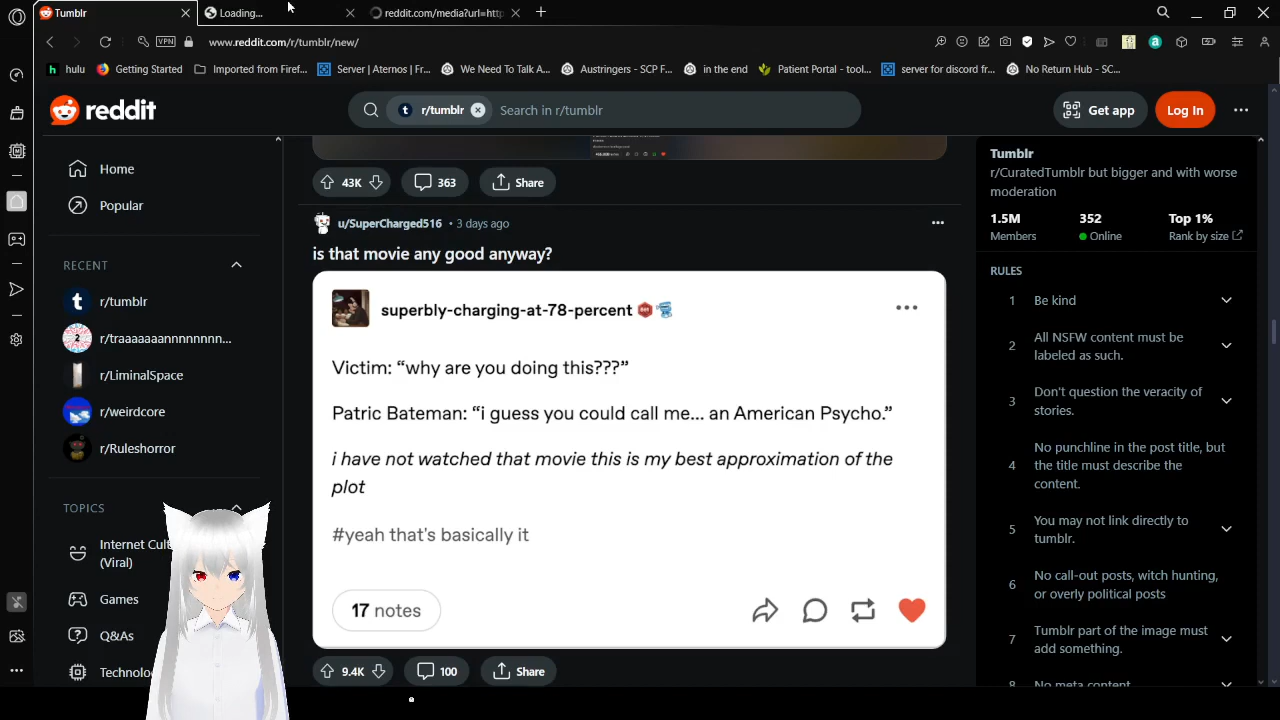 Tumblr
Loading...
reddit.com/media?url=http
VPN
www.reddit.com/r/tumblr/new/
hulu
Getting Started
Imported from Firef...
Server | Aternos | Fr...
We Need To Talk A...
Austringers - SCP F...
in the end
Patient Portal - tool...
server for discord fr...
No Return Hub - SC...
reddit
r/tumblr
Search in r/tumblr
Get app
Log In
Home
Popular
RECENT
r/tumblr
r/traaaaaaannnnnnnn...
r/LiminalSpace
r/weirdcore
r/Ruleshorror
TOPICS
Internet Cult
(Viral)
Games
Q&As
Technolo
43K
363
Share
u/SuperCharged516 • 3 days ago
is that movie any good anyway?
superbly-charging-at-78-percent
Victim: “why are you doing this???”
Patric Bateman: “i guess you could call me... an American Psycho.”
i have not watched that movie this is my best approximation of the
plot
#yeah that's basically it
17 notes
9.4K
100
Share
Tumblr
r/CuratedTumblr but bigger and with worse
moderation
1.5M
352
Top 1%
Members
Online
Rank by size
RULES
1
Be kind
2
All NSFW content must be
labeled as such.
3
Don't question the veracity of
stories.
4
No punchline in the post title, but
the title must describe the
content.
5
You may not link directly to
tumblr.
6
No call-out posts, witch hunting,
or overly political posts
7
Tumblr part of the image must
add something.
8
No meta content